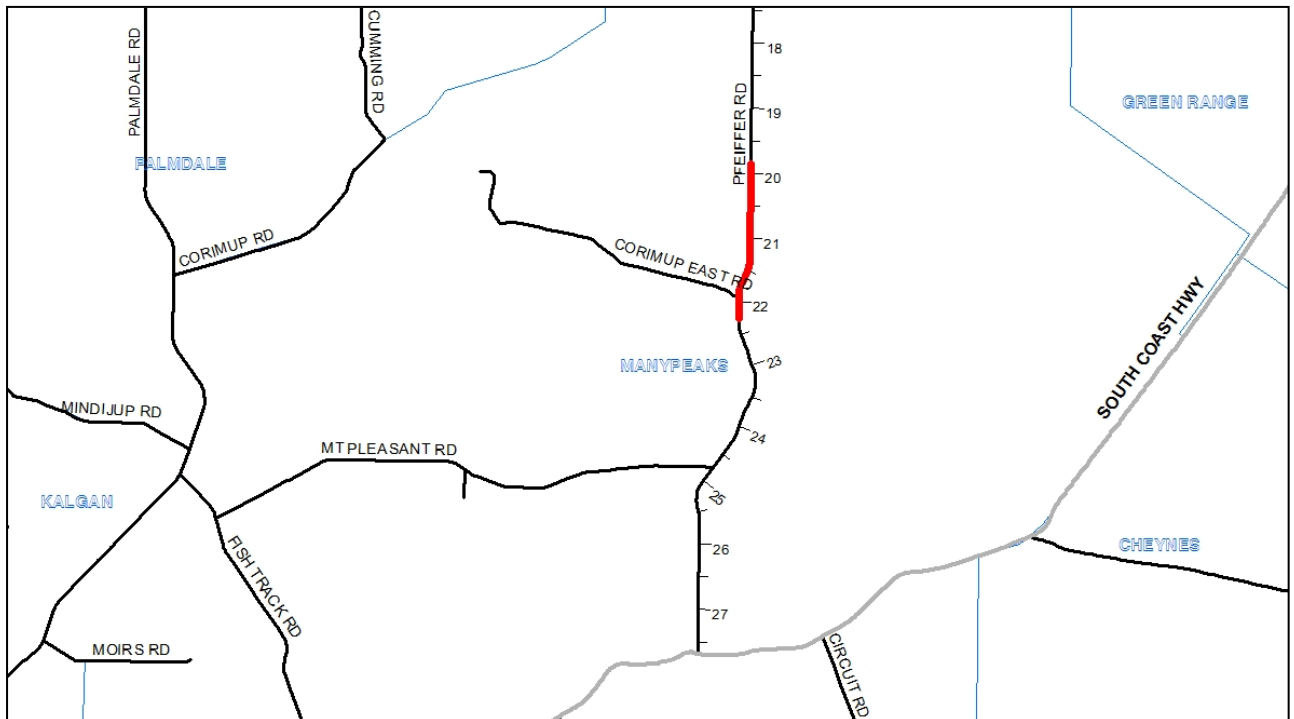 PALMDALE RD
CUMMING RD
18
GREEN RANGE
PFEIFFER RD
19
PALMDALE
20
CORIMUP RD
21
CORIMUP EAST RD
22
SOUTH COAST HWY
MANYPEAKS
23
MINDIJUP RD
24
MT PLEASANT RD
25
KALGAN
26
CHEYNES
FISH TRACK RD
27
MOIRS RD
CIRCUIT RD